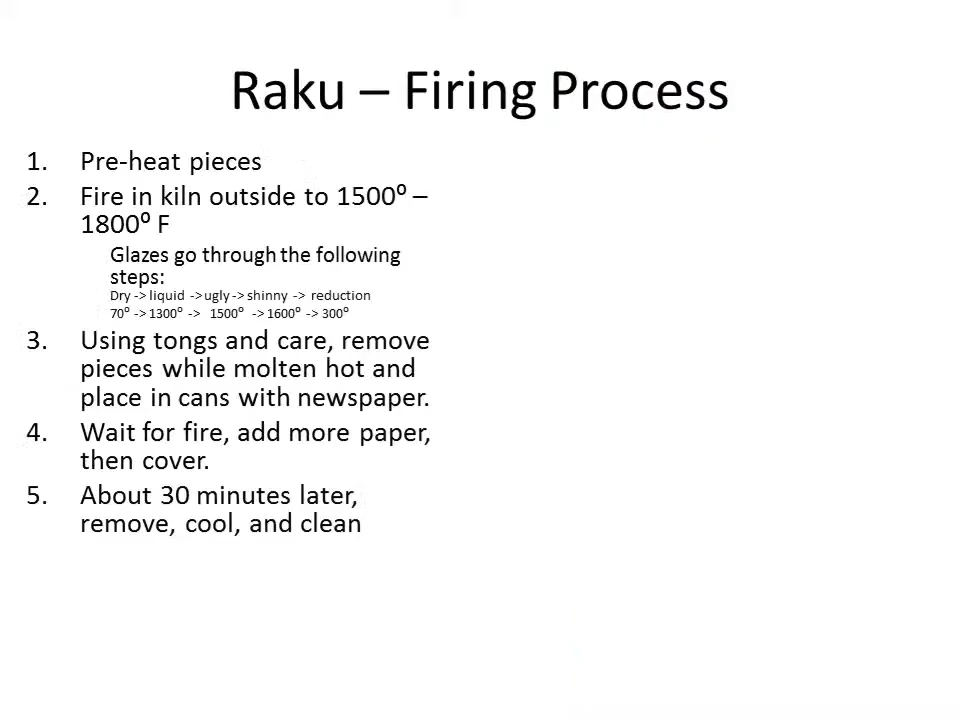 Raku – Firing Process
1. Pre-heat pieces
2. Fire in kiln outside to 1500⁰ –
1800⁰ F
Glazes go through the following
steps:
Dry -> liquid -> ugly -> shinny -> reduction
70⁰ -> 1300⁰ -> 1500⁰ -> 1600⁰ -> 300⁰
3. Using tongs and care, remove
pieces while molten hot and
place in cans with newspaper.
4. Wait for fire, add more paper,
then cover.
5. About 30 minutes later,
remove, cool, and clean